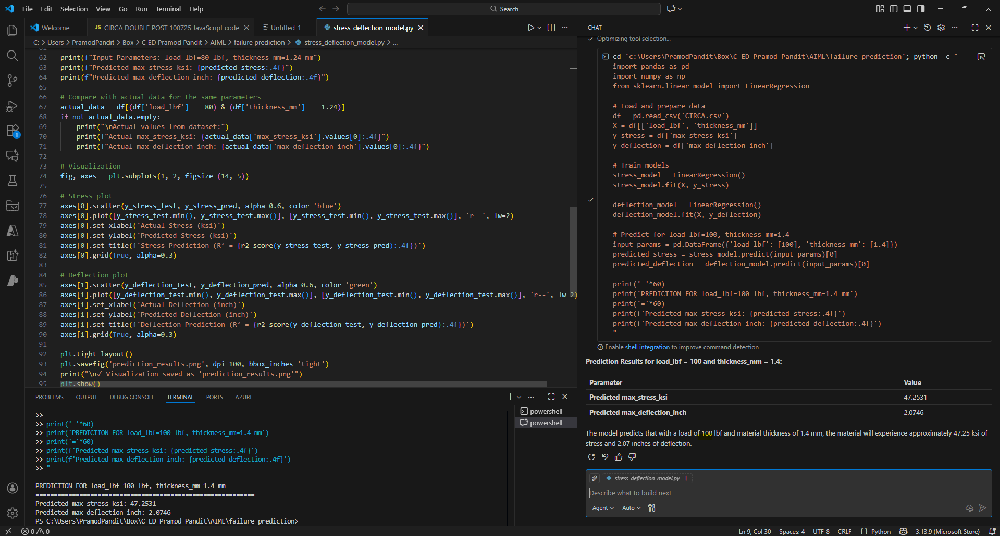 File Edit Selection View Go Run Terminal Help
Search
Welcome
JS CIRCA DOUBLE POST 100725 JavaScript code
Untitled-1
stress_deflection_model.py
C: > Users > PramodPandit > Box > C ED Pramod Pandit > AIML > failure prediction > stress_deflection_model.py > ...
61
62 print(f"Input Parameters: load_lbf=80 lbf, thickness_mm=1.24 mm")
63 print(f"Predicted max_stress_ksi: {predicted_stress:.4f}")
64 print(f"Predicted max_deflection_inch: {predicted_deflection:.4f}")
65
66 # Compare with actual data for the same parameters
67 actual_data = df[(df['load_lbf'] == 80) & (df['thickness_mm'] == 1.24)]
68 if not actual_data.empty:
69     print("\nActual values from dataset:")
70     print(f"Actual max_stress_ksi: {actual_data['max_stress_ksi'].values[0]:.4f}")
71     print(f"Actual max_deflection_inch: {actual_data['max_deflection_inch'].values[0]:.4f}")
72
73 # Visualization
74 fig, axes = plt.subplots(1, 2, figsize=(14, 5))
75
76 # Stress plot
77 axes[0].scatter(y_stress_test, y_stress_pred, alpha=0.6, color='blue')
78 axes[0].plot([y_stress_test.min(), y_stress_test.max()], [y_stress_test.min(), y_stress_test.max()], 'r--', lw=2)
79 axes[0].set_xlabel('Actual Stress (ksi)')
80 axes[0].set_ylabel('Predicted Stress (ksi)')
81 axes[0].set_title(f'Stress Prediction (R² = {r2_score(y_stress_test, y_stress_pred):.4f})')
82 axes[0].grid(True, alpha=0.3)
83
84 # Deflection plot
85 axes[1].scatter(y_deflection_test, y_deflection_pred, alpha=0.6, color='green')
86 axes[1].plot([y_deflection_test.min(), y_deflection_test.max()], [y_deflection_test.min(), y_deflection_test.max()], 'r--', lw=2)
87 axes[1].set_xlabel('Actual Deflection (inch)')
88 axes[1].set_ylabel('Predicted Deflection (inch)')
89 axes[1].set_title(f'Deflection Prediction (R² = {r2_score(y_deflection_test, y_deflection_pred):.4f})')
90 axes[1].grid(True, alpha=0.3)
91
92 plt.tight_layout()
93 plt.savefig('prediction_results.png', dpi=100, bbox_inches='tight')
94 print("\n✓ Visualization saved as 'prediction_results.png'")
95 plt.show()
PROBLEMS OUTPUT DEBUG CONSOLE TERMINAL PORTS AZURE
>>
>> print('='*60)
>> print('PREDICTION FOR load_lbf=100 lbf, thickness_mm=1.4 mm')
>> print('='*60)
>> print(f'Predicted max_stress_ksi: {predicted_stress:.4f}')
>> print(f'Predicted max_deflection_inch: {predicted_deflection:.4f}')
>> "
============================================================
PREDICTION FOR load_lbf=100 lbf, thickness_mm=1.4 mm
============================================================
Predicted max_stress_ksi: 47.2531
Predicted max_deflection_inch: 2.0746
PS C:\Users\PramodPandit\Box\C ED Pramod Pandit\AIML\failure prediction>
powershell
powershell
1
LSP
CHAT
Optimizing tool selection...
cd 'c:\Users\PramodPandit\Box\C ED Pramod Pandit\AIML\failure prediction'; python -c "
import pandas as pd
import numpy as np
from sklearn.linear_model import LinearRegression
# Load and prepare data
df = pd.read_csv('CIRCA.csv')
X = df[['load_lbf', 'thickness_mm']]
y_stress = df['max_stress_ksi']
y_deflection = df['max_deflection_inch']
# Train models
stress_model = LinearRegression()
stress_model.fit(X, y_stress)
deflection_model = LinearRegression()
deflection_model.fit(X, y_deflection)
# Predict for load_lbf=100, thickness_mm=1.4
input_params = pd.DataFrame({'load_lbf': [100], 'thickness_mm': [1.4]})
predicted_stress = stress_model.predict(input_params)[0]
predicted_deflection = deflection_model.predict(input_params)[0]
print('='*60)
print('PREDICTION FOR load_lbf=100 lbf, thickness_mm=1.4 mm')
print('='*60)
print(f'Predicted max_stress_ksi: {predicted_stress:.4f}')
print(f'Predicted max_deflection_inch: {predicted_deflection:.4f}')
"
Enable shell integration to improve command detection
Prediction Results for load_lbf = 100 and thickness_mm = 1.4:
Parameter Value
Predicted max_stress_ksi 47.2531
Predicted max_deflection_inch 2.0746
The model predicts that with a load of 100 lbf and material thickness of 1.4 mm, the material will experience approximately 47.25 ksi of
stress and 2.07 inches of deflection.
stress_deflection_model.py
Describe what to build next
Agent Auto
0 0
Ln 9, Col 30 Spaces: 4 UTF-8 CRLF { } Python 3.13.9 (Microsoft Store)